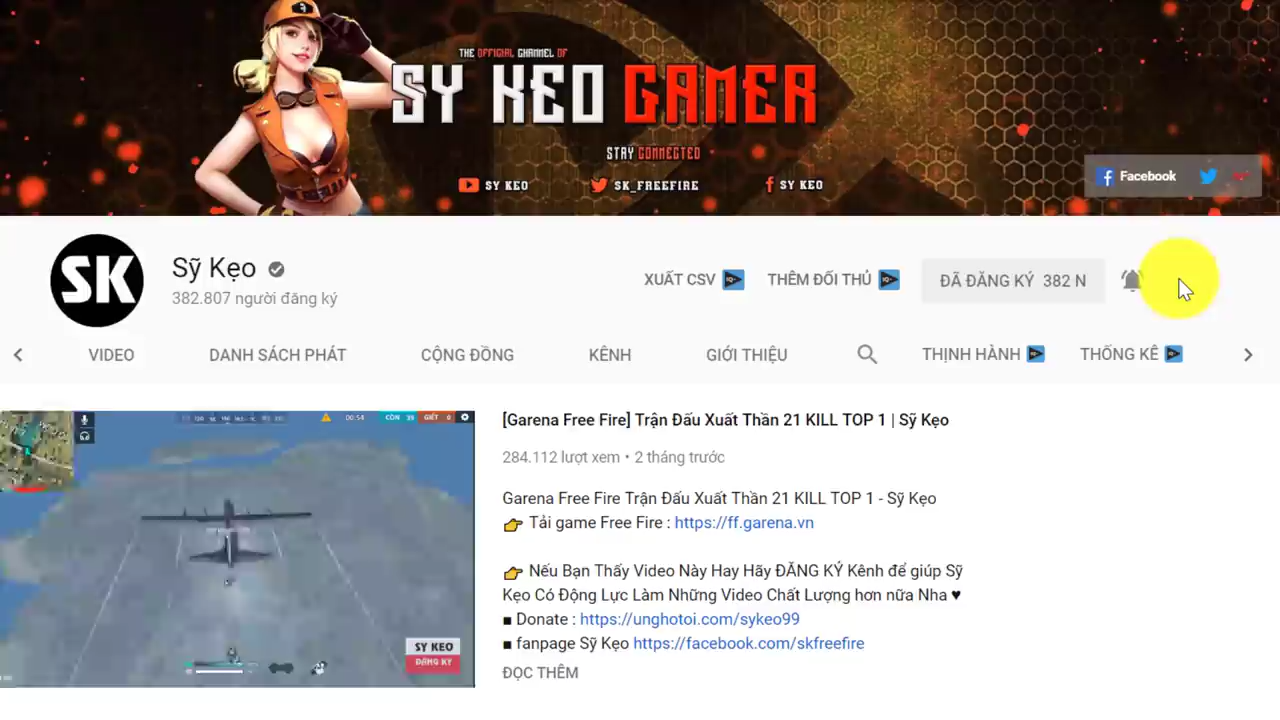 THE OFFICIAL CHANNEL OF
SY KEO GAMER
STAY CONNECTED
SY KEO
SK_FREEFIRE
SY KEO
Facebook
SK
Sỹ Kẹo
382.807 người đăng ký
XUẤT CSV
THÊM ĐỐI THỦ
ĐÃ ĐĂNG KÝ 382 N
VIDEO
DANH SÁCH PHÁT
CỘNG ĐỒNG
KÊNH
GIỚI THIỆU
THỊNH HÀNH
THỐNG KÊ
00:54
CÒN 35
GIẾT 0
SY KEO
ĐĂNG KÝ
[Garena Free Fire] Trận Đấu Xuất Thần 21 KILL TOP 1 | Sỹ Kẹo
284.112 lượt xem • 2 tháng trước
Garena Free Fire Trận Đấu Xuất Thần 21 KILL TOP 1 - Sỹ Kẹo
👉 Tải game Free Fire : https://ff.garena.vn
👉 Nếu Bạn Thấy Video Này Hay Hãy ĐĂNG KÝ Kênh để giúp Sỹ
Kẹo Có Động Lực Làm Những Video Chất Lượng hơn nữa Nha ♥
■ Donate : https://unghotoi.com/sykeo99
■ fanpage Sỹ Kẹo https://facebook.com/skfreefire
ĐỌC THÊM